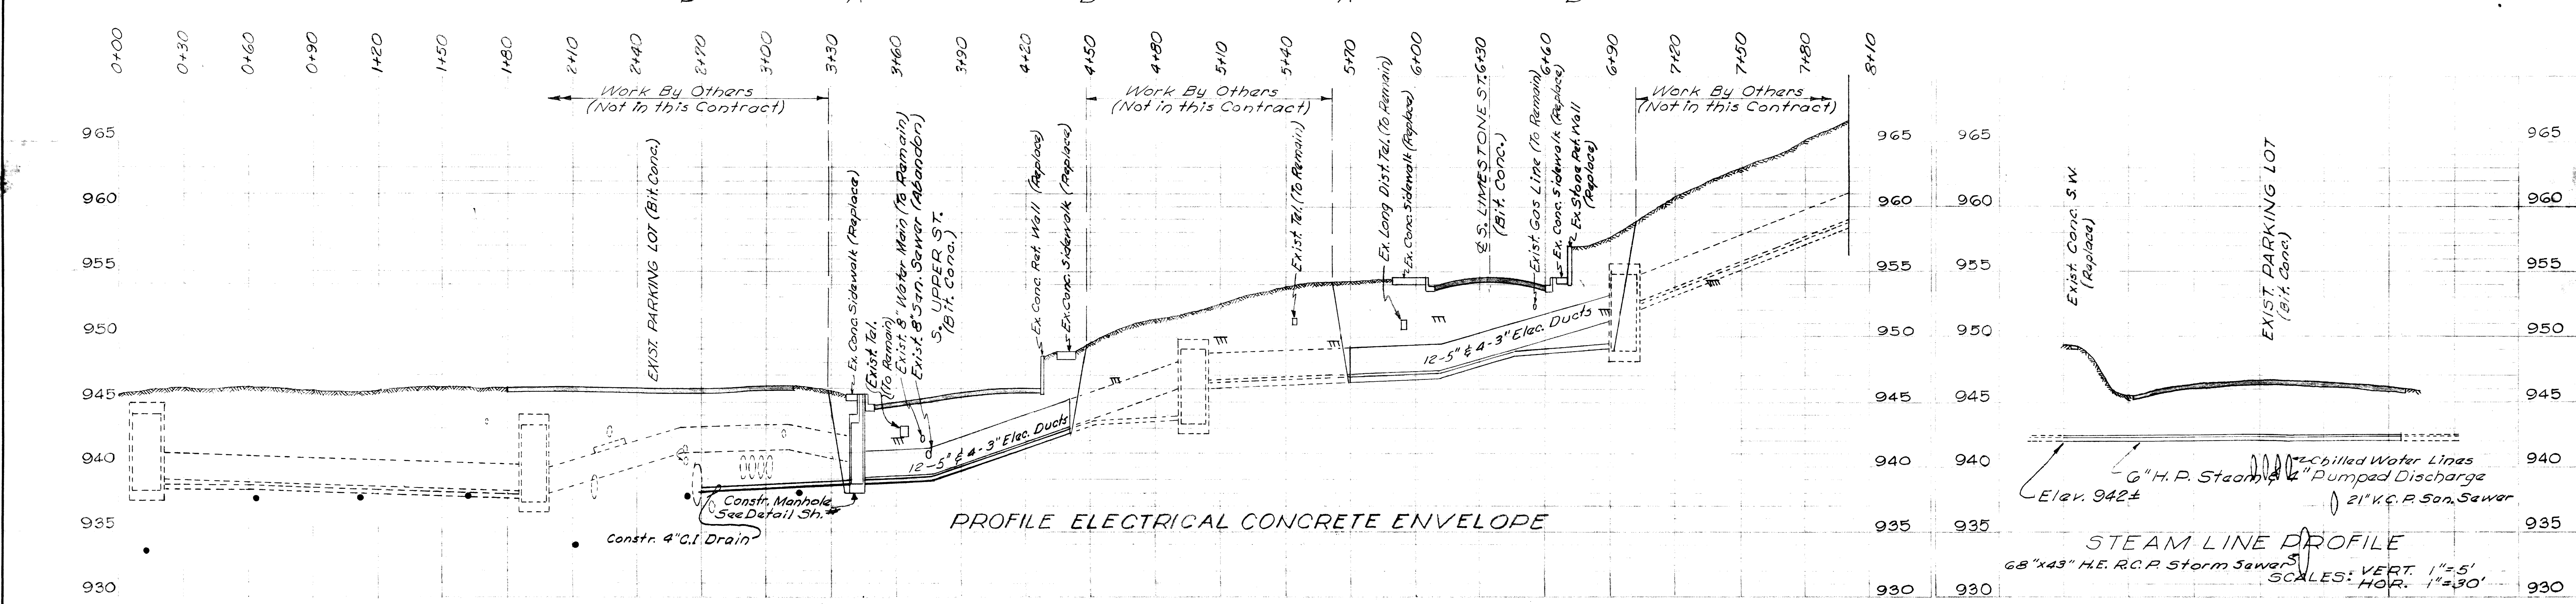 0+00 0+30 0+60 0+90 1+20 1+50 1+80 2+10 2+40 2+70 3+00 3+30 3+60 3+90 4+20 4+50 4+80 5+10 5+40 5+70 6+00 6+30 6+60 6+90 7+20 7+50 7+80 8+10
Work By Others
(Not in this Contract)
Work By Others
(Not in this Contract)
Work By Others
(Not in this Contract)
965
960
955
950
945
940
935
930
EXIST. PARKING LOT (Bit. Conc.)
Ex. Conc. Sidewalk (Replace)
(Exist. Tel.
(To Remain)
Exist. 8" Water Main (To Remain)
Exist. 8" San. Sewer (Abandon)
S. UPPER ST.
(Bit. Conc.)
Ex. Conc. Ret. Wall (Replace)
Ex. Conc. Sidewalk (Replace)
Exist. Tel. (To Remain)
Ex. Long Dist. Tel. (To Remain)
Ex. Conc. Sidewalk (Replace)
℄ S. LIMESTONE ST.
(Bit. Conc.)
Exist. Gas Line (To Remain)
Ex. Conc. Sidewalk (Replace)
Ex Stone Ret. Wall
(Replace)
12-5" & 4-3" Elec. Ducts
12-5" & 4-3" Elec. Ducts
Constr. Manhole
See Detail Sh.#
Constr. 4" C.I Drain
PROFILE ELECTRICAL CONCRETE ENVELOPE
965
960
955
950
945
940
935
930
965
960
955
950
945
940
935
930
Exist. Conc. S.W.
(Replace)
EXIST. PARKING LOT
(Bit. Conc.)
Chilled Water Lines
6" H.P. Steam & 4" Pumped Discharge
Elev. 942±
21" V.C.P. San. Sewer
STEAM LINE PROFILE
68"x43" H.E. R.C.P. Storm Sewer
SCALES: VERT. 1"=5'
HOR. 1"=30'
965
960
955
950
945
940
935
930